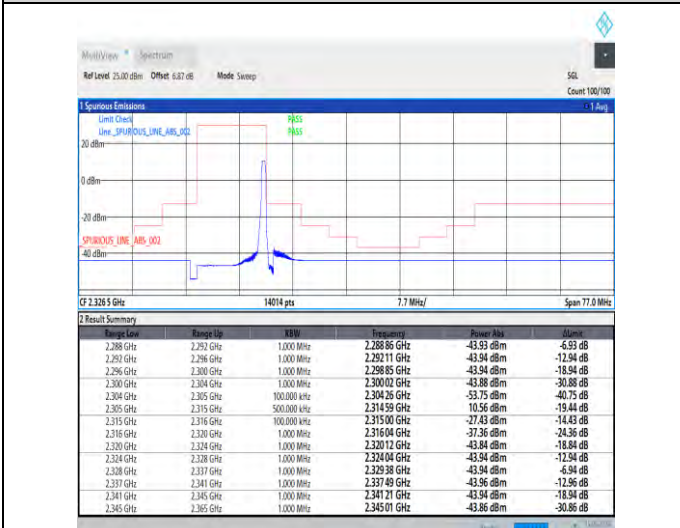 MultiView Spectrum
Ref Level 25.00 dBm Offset 6.87 dB Mode Sweep SGL
Count 100/100
1 Spurious Emissions 1 Avg
Limit Check PASS
Line _SPURIOUS_LINE_ABS_002 PASS
20 dBm
0 dBm
-20 dBm
_SPURIOUS_LINE_ABS_002
-40 dBm
CF 2.326 5 GHz 14014 pts 7.7 MHz/ Span 77.0 MHz
2 Result Summary
Range Low Range Up RBW Frequency Power Abs ΔLimit
2.288 GHz 2.292 GHz 1.000 MHz 2.288 86 GHz -43.93 dBm -6.93 dB
2.292 GHz 2.296 GHz 1.000 MHz 2.292 11 GHz -43.94 dBm -12.94 dB
2.296 GHz 2.300 GHz 1.000 MHz 2.298 85 GHz -43.94 dBm -18.94 dB
2.300 GHz 2.304 GHz 1.000 MHz 2.300 02 GHz -43.88 dBm -30.88 dB
2.304 GHz 2.305 GHz 100.000 kHz 2.304 26 GHz -53.75 dBm -40.75 dB
2.305 GHz 2.315 GHz 500.000 kHz 2.314 59 GHz 10.56 dBm -19.44 dB
2.315 GHz 2.316 GHz 100.000 kHz 2.315 00 GHz -27.43 dBm -14.43 dB
2.316 GHz 2.320 GHz 1.000 MHz 2.316 04 GHz -37.36 dBm -24.36 dB
2.320 GHz 2.324 GHz 1.000 MHz 2.320 12 GHz -43.84 dBm -18.84 dB
2.324 GHz 2.328 GHz 1.000 MHz 2.324 04 GHz -43.94 dBm -12.94 dB
2.328 GHz 2.337 GHz 1.000 MHz 2.329 38 GHz -43.94 dBm -6.94 dB
2.337 GHz 2.341 GHz 1.000 MHz 2.337 49 GHz -43.96 dBm -12.96 dB
2.341 GHz 2.345 GHz 1.000 MHz 2.341 21 GHz -43.94 dBm -18.94 dB
2.345 GHz 2.365 GHz 1.000 MHz 2.345 01 GHz -43.86 dBm -30.86 dB